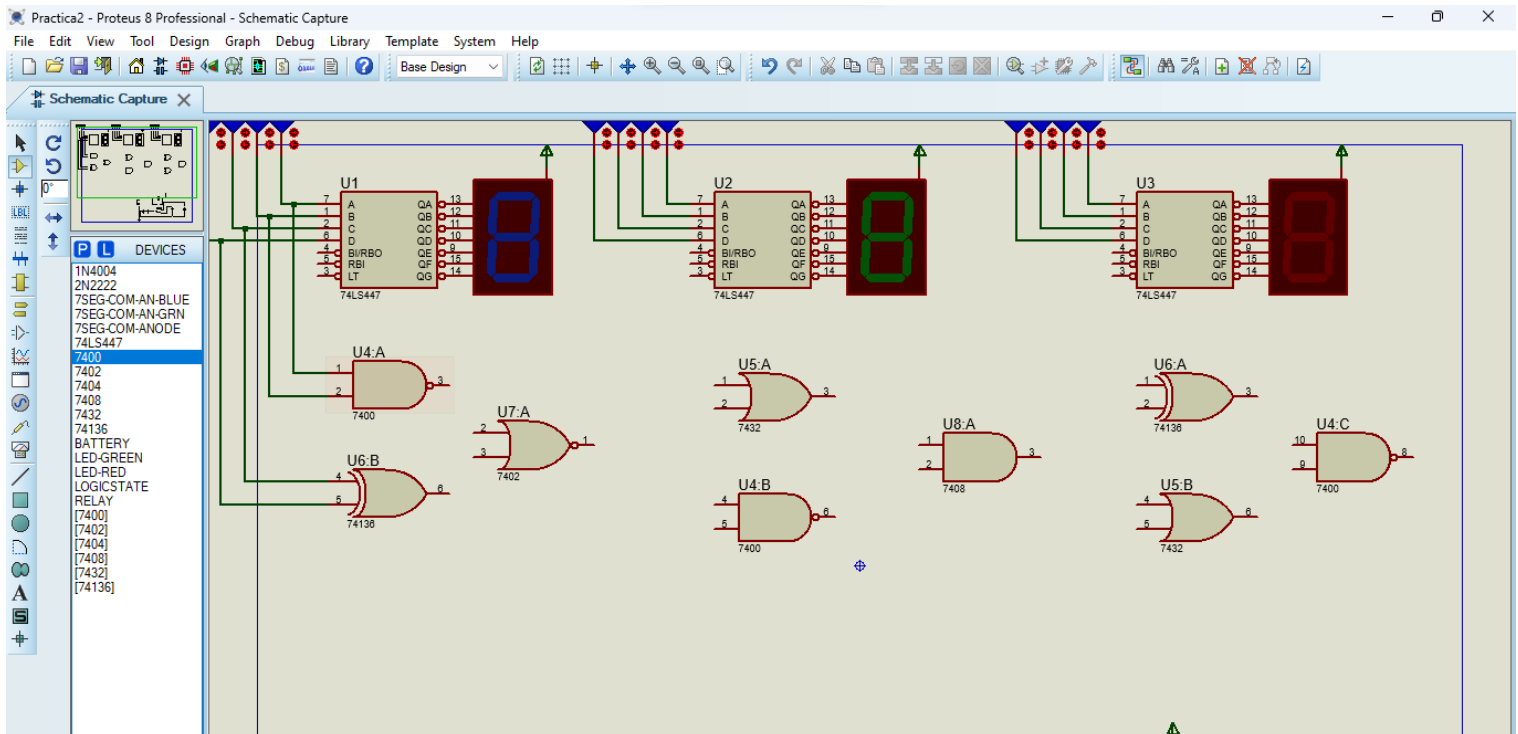 Practica2 - Proteus 8 Professional - Schematic Capture
File Edit View Tool Design Graph Debug Library Template System Help
Base Design
Schematic Capture
0°
LBL
P L DEVICES
1N4004
2N2222
7SEG-COM-AN-BLUE
7SEG-COM-AN-GRN
7SEG-COM-ANODE
74LS447
7400
7402
7404
7408
7432
74136
BATTERY
LED-GREEN
LED-RED
LOGICSTATE
RELAY
[7400]
[7402]
[7404]
[7408]
[7432]
[74136]
A
S
U1
7 A QA 13
1 B QB 12
2 C QC 11
6 D QD 10
4 BI/RBO QE 9
5 RBI QF 15
3 LT QG 14
74LS447
U2
7 A QA 13
1 B QB 12
2 C QC 11
6 D QD 10
4 BI/RBO QE 9
5 RBI QF 15
3 LT QG 14
74LS447
U3
7 A QA 13
1 B QB 12
2 C QC 11
6 D QD 10
4 BI/RBO QE 9
5 RBI QF 15
3 LT QG 14
74LS447
U4:A
1
2
3
7400
U7:A
2
3
1
7402
U6:B
4
5
6
74136
U5:A
1
2
3
7432
U8:A
1
2
3
7408
U4:B
4
5
6
7400
U6:A
1
2
3
74136
U4:C
10
9
8
7400
U5:B
4
5
6
7432